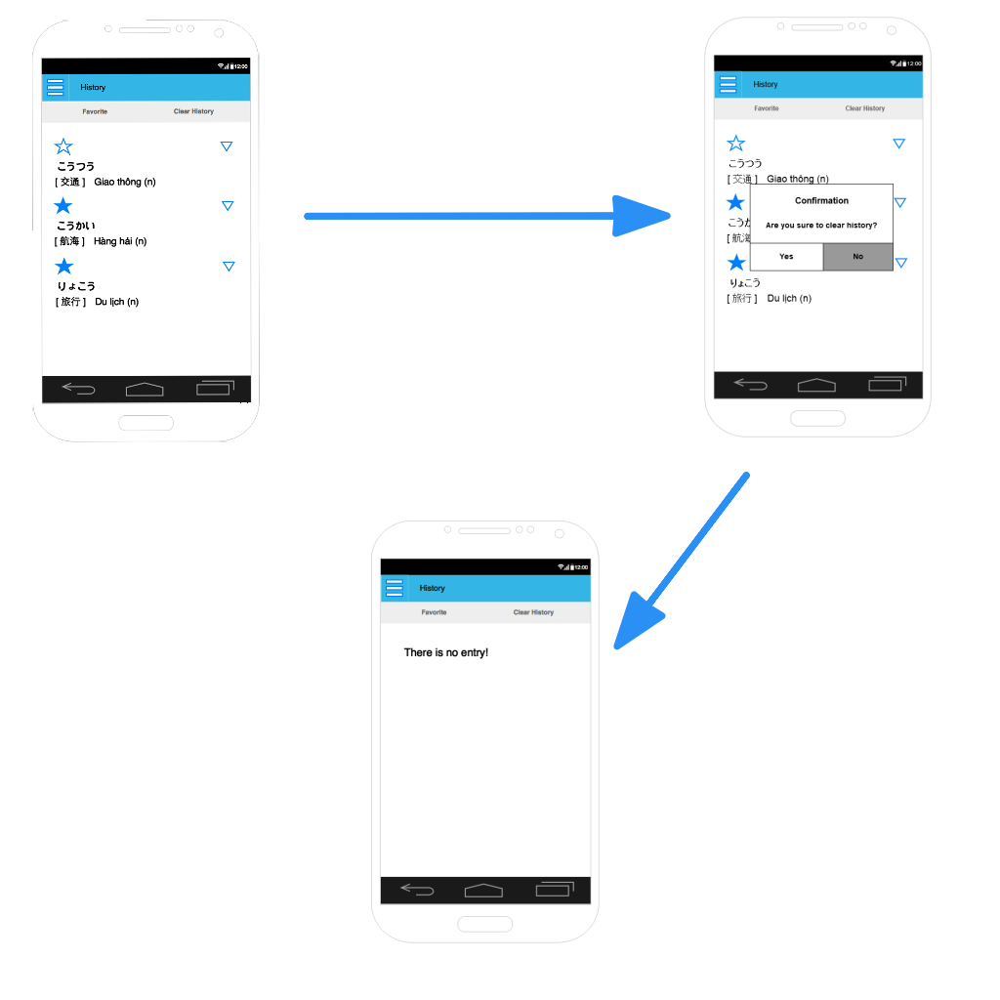 12:00
History
Favorite Clear History
こうつう
[ 交通 ] Giao thông (n)
こうかい
[ 航海 ] Hàng hái (n)
りょこう
[ 旅行 ] Du lịch (n)
12:00
History
Favorite Clear History
こうつう
[ 交通 ] Giao thông (n)
Confirmation
Are you sure to clear history?
Yes No
こうか
[ 航海
りょこう
[ 旅行 ] Du lịch (n)
12:00
History
Favorite Clear History
There is no entry!